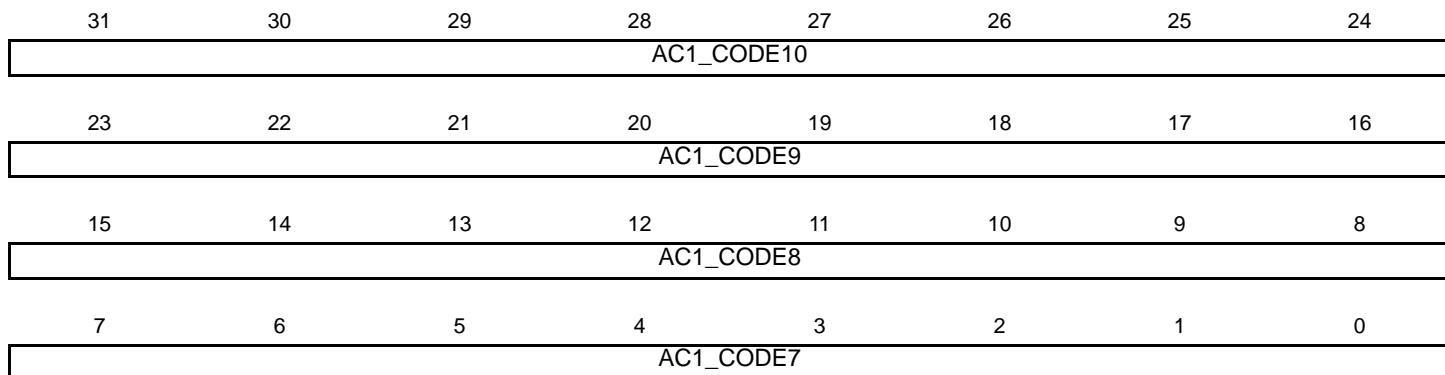 31 30 29 28 27 26 25 24
AC1_CODE10
23 22 21 20 19 18 17 16
AC1_CODE9
15 14 13 12 11 10 9 8
AC1_CODE8
7 6 5 4 3 2 1 0
AC1_CODE7